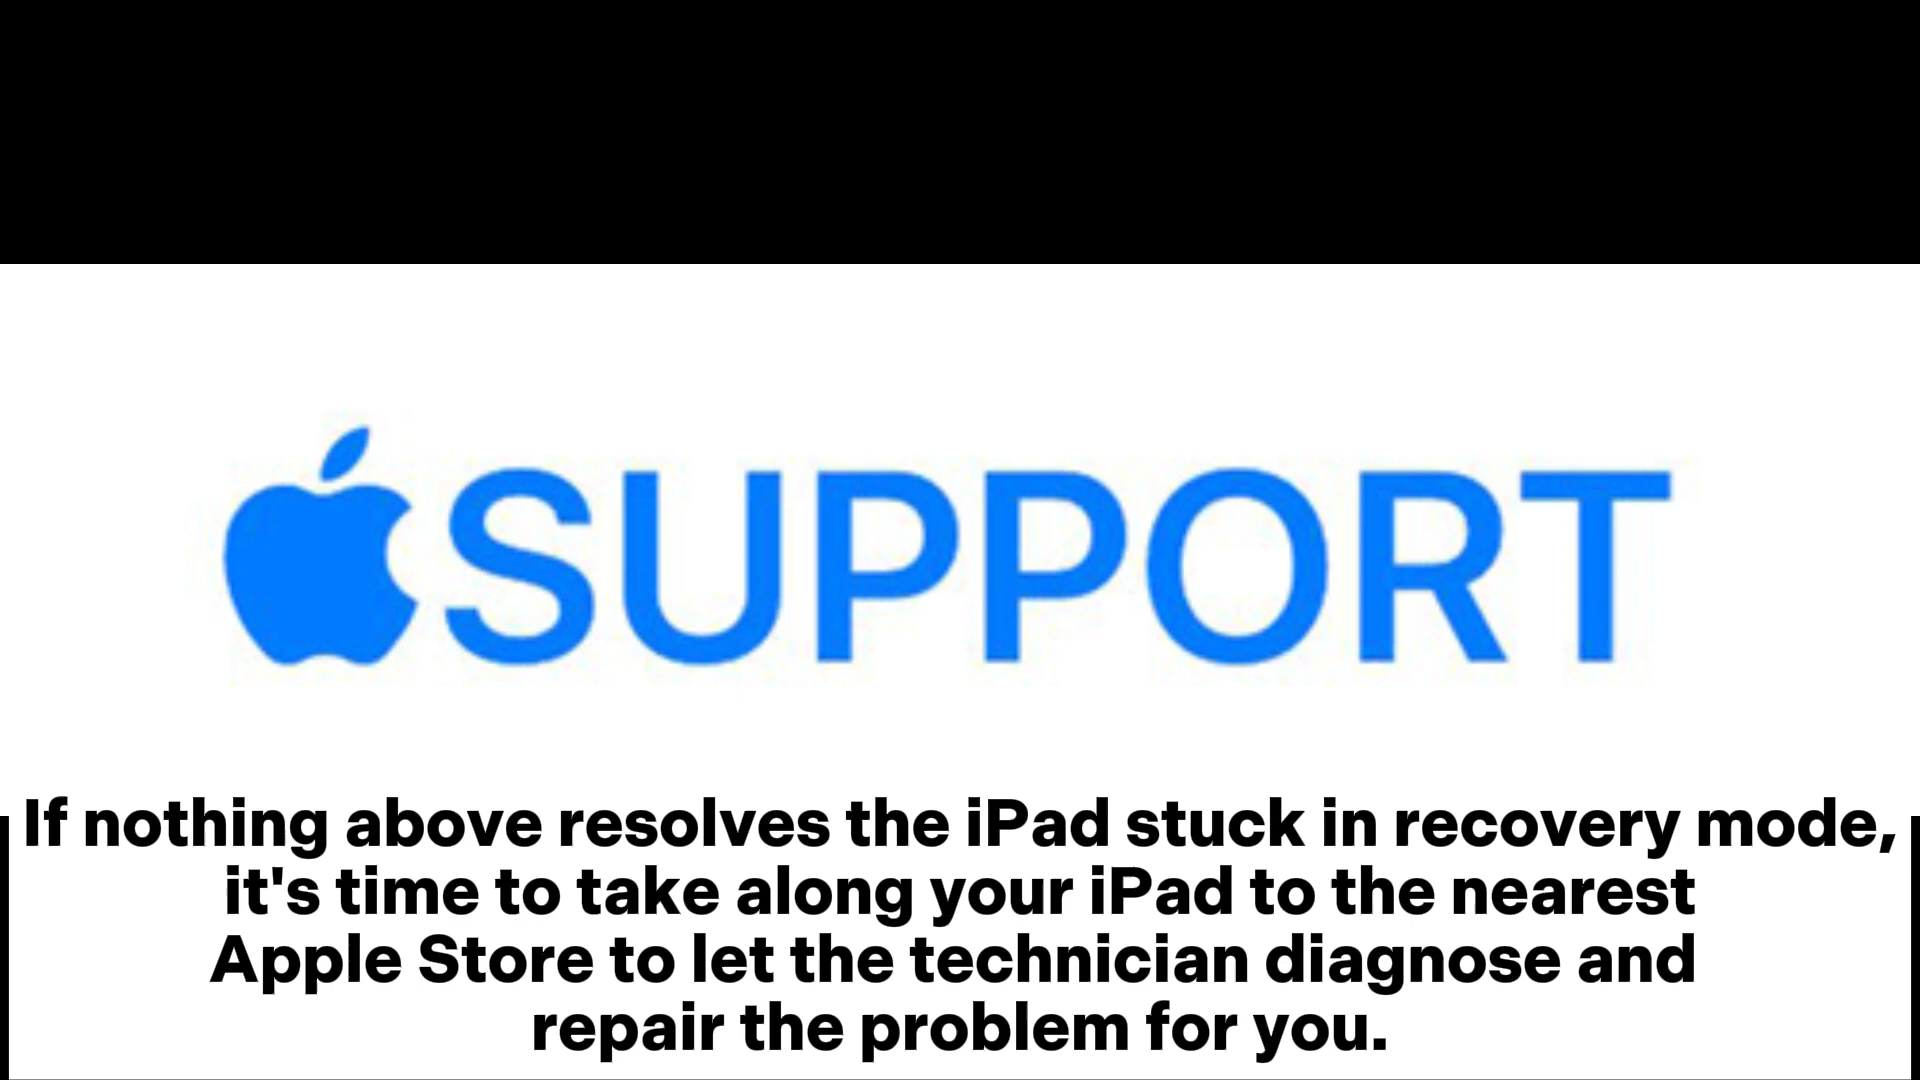 SUPPORT
If nothing above resolves the iPad stuck in recovery mode,
it's time to take along your iPad to the nearest
Apple Store to let the technician diagnose and
repair the problem for you.